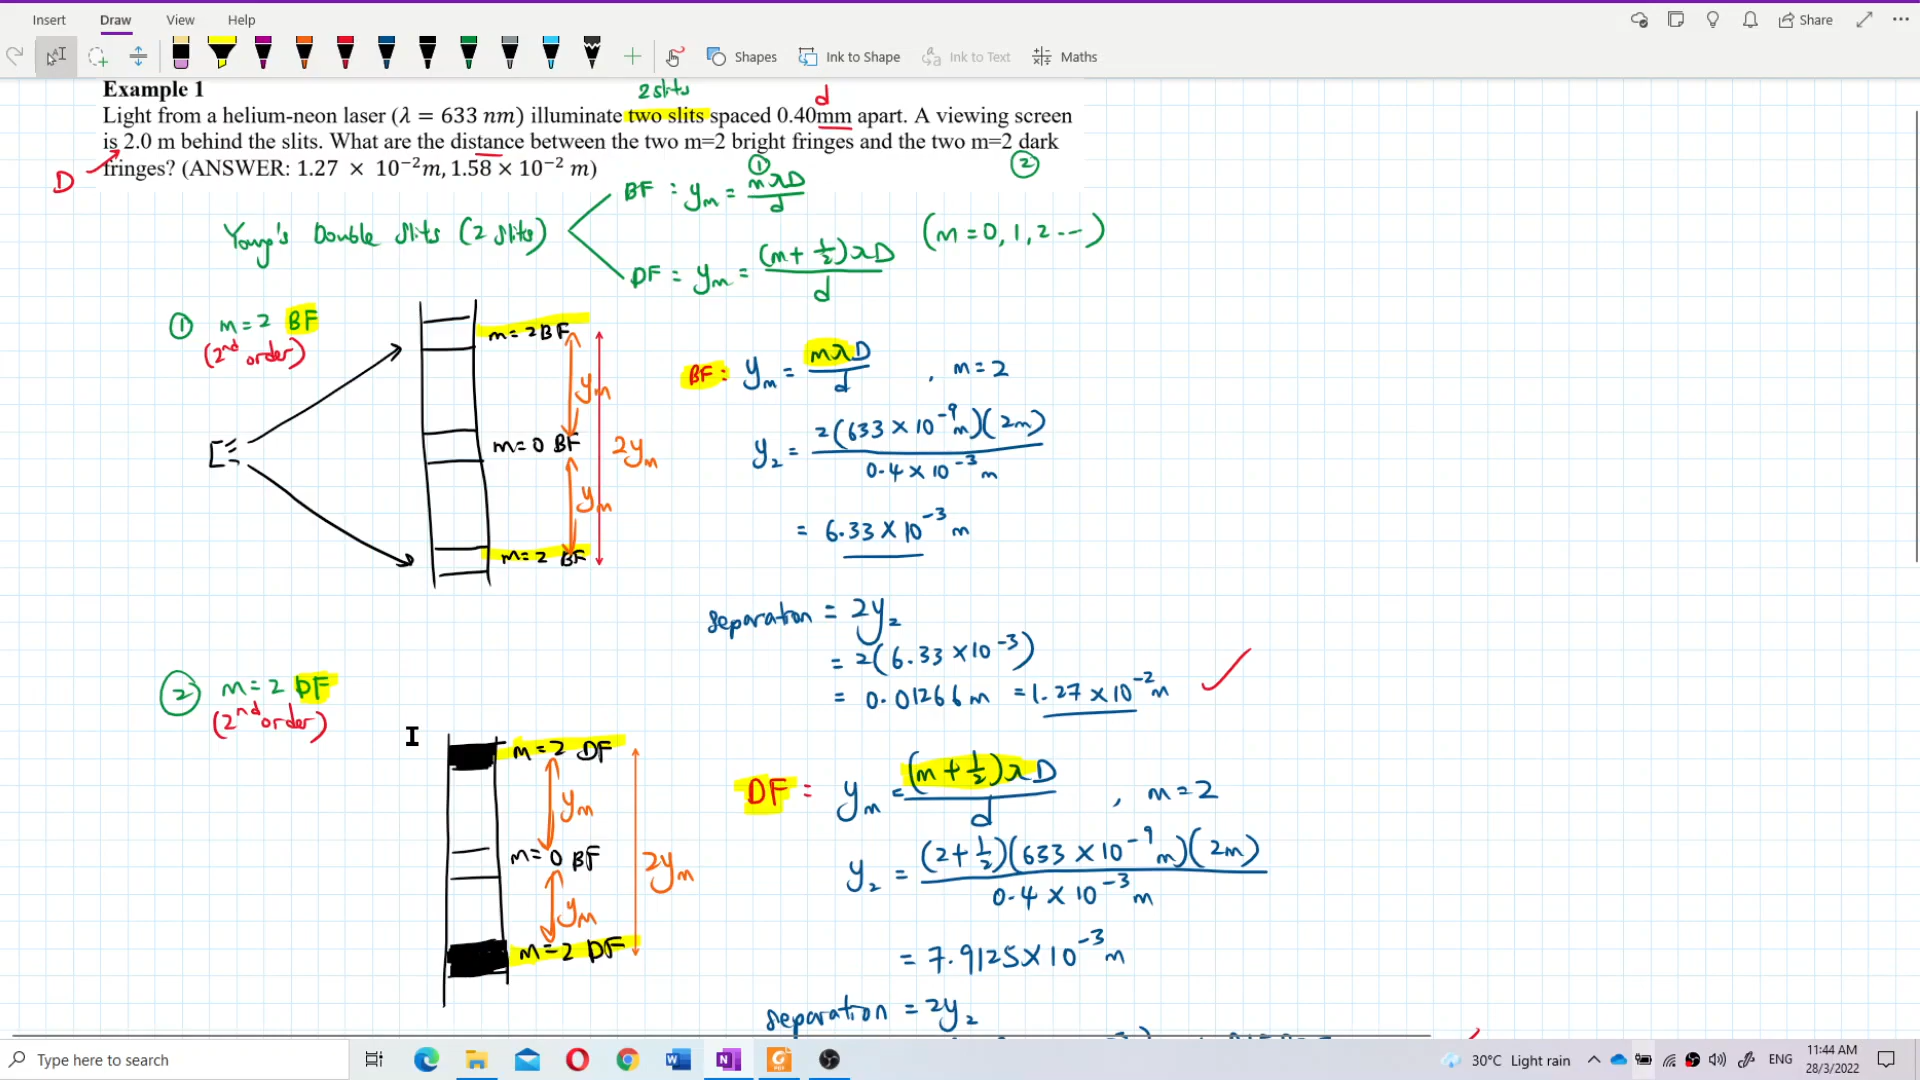 Insert Draw View Help
Share
Shapes Ink to Shape Ink to Text Maths
Example 1
2 slits
d
Light from a helium-neon laser (λ = 633 nm) illuminate two slits spaced 0.40mm apart. A viewing screen
is 2.0 m behind the slits. What are the distance between the two m=2 bright fringes and the two m=2 dark
fringes? (ANSWER: 1.27 × 10⁻²m, 1.58 × 10⁻² m)
D
① ②
BF : yₘ = mλD / d
Young's Double Slits (2 slits)
(m = 0, 1, 2 ---)
DF = yₘ = (m + ½)λD / d
① m = 2 BF
(2nd order)
m = 2 BF
yₘ
m = 0 BF
2yₘ
yₘ
m = 2 BF
BF : yₘ = mλD / d , m = 2
y₂ = 2(633 × 10⁻⁹ m)(2m) / 0.4 × 10⁻³ m
= 6.33 × 10⁻³ m
separation = 2y₂
= 2(6.33 × 10⁻³)
= 0.01266 m = 1.27 × 10⁻² m
② m = 2 DF
(2nd order)
m = 2 DF
yₘ
m = 0 BF
2yₘ
yₘ
m = 2 DF
DF : yₘ = (m + ½)λD / d , m = 2
y₂ = (2 + ½)(633 × 10⁻⁹ m)(2m) / 0.4 × 10⁻³ m
= 7.9125 × 10⁻³ m
separation = 2y₂
Type here to search
30°C Light rain
ENG
11:44 AM
28/3/2022